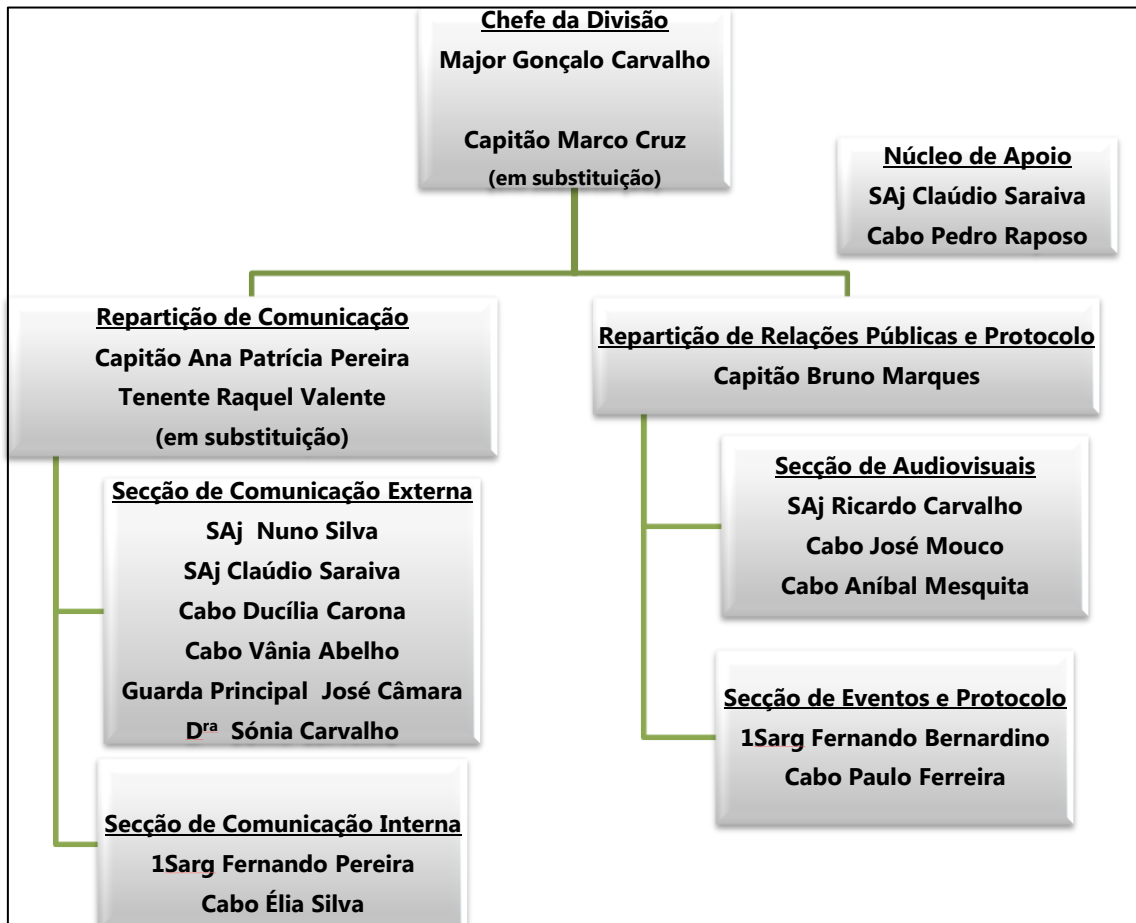 Chefe da Divisão
Major Gonçalo Carvalho
Capitão Marco Cruz
(em substituição)
Núcleo de Apoio
SAj Claúdio Saraiva
Cabo Pedro Raposo
Repartição de Comunicação
Capitão Ana Patrícia Pereira
Tenente Raquel Valente
(em substituição)
Repartição de Relações Públicas e Protocolo
Capitão Bruno Marques
Secção de Comunicação Externa
SAj Nuno Silva
SAj Claúdio Saraiva
Cabo Ducília Carona
Cabo Vânia Abelho
Guarda Principal José Câmara
Dra Sónia Carvalho
Secção de Audiovisuais
SAj Ricardo Carvalho
Cabo José Mouco
Cabo Aníbal Mesquita
Secção de Eventos e Protocolo
1Sarg Fernando Bernardino
Cabo Paulo Ferreira
Secção de Comunicação Interna
1Sarg Fernando Pereira
Cabo Élia Silva